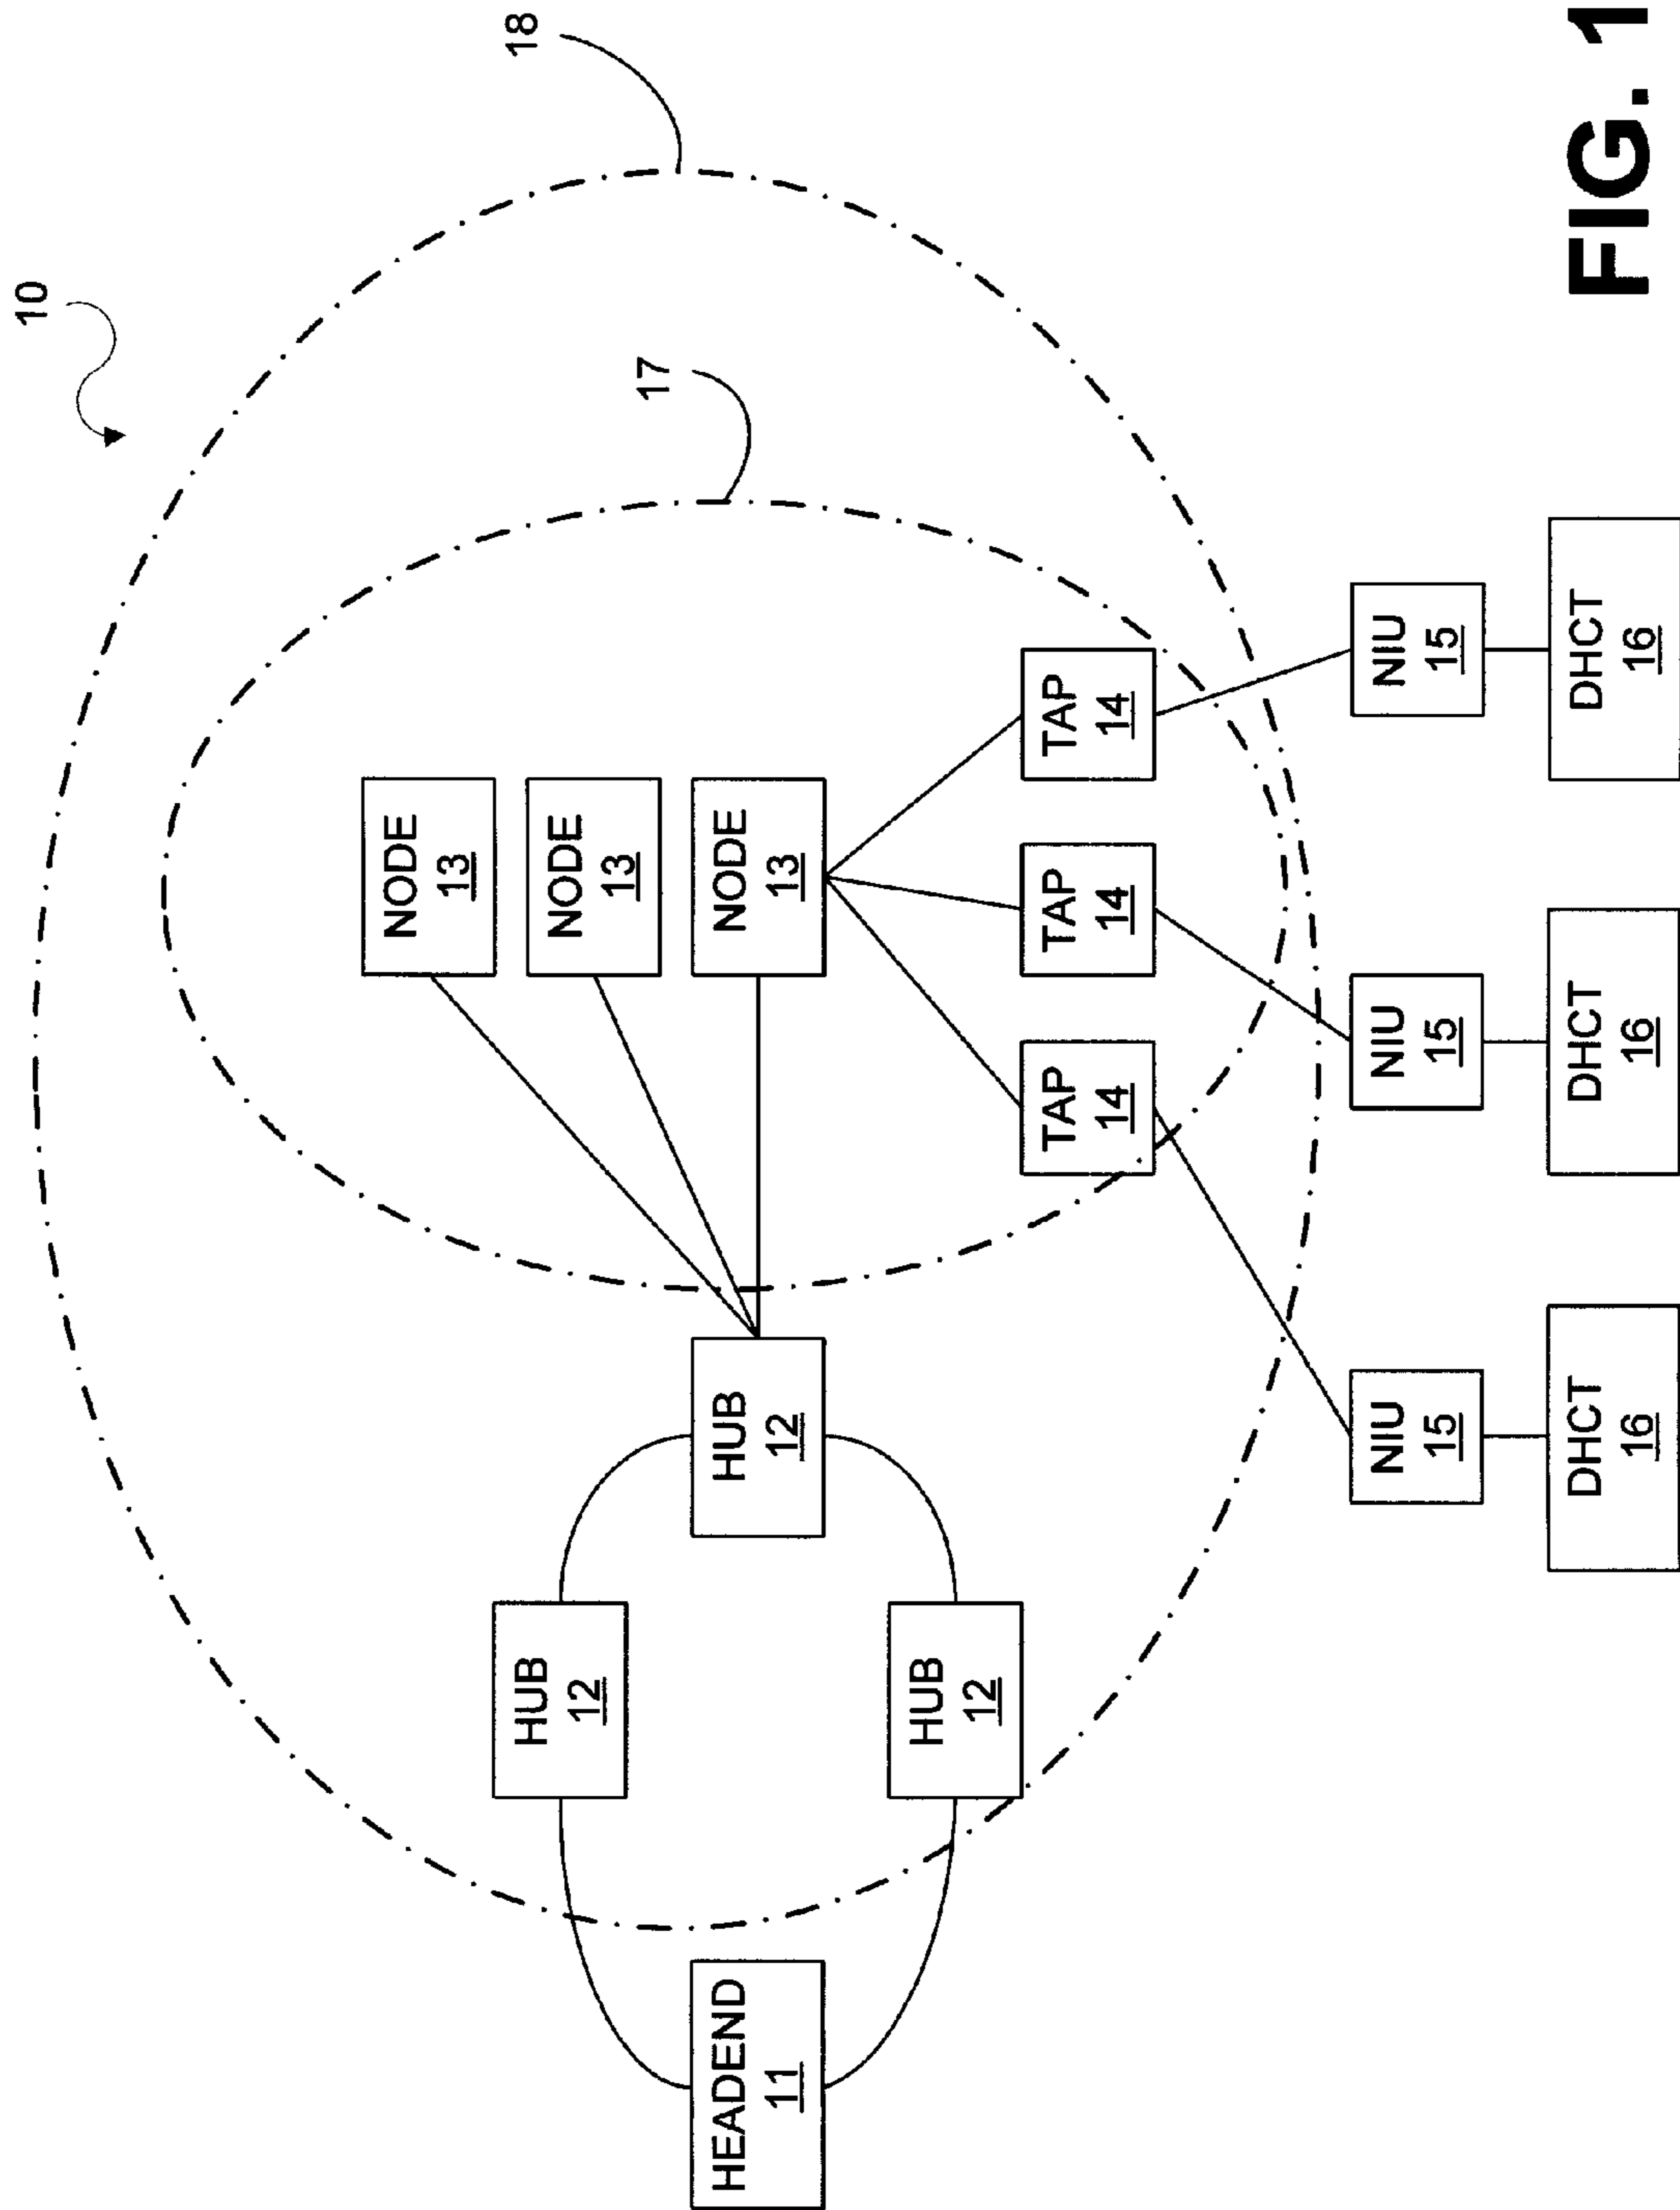 10
18
17
NODE
13
NODE
13
HUB
12
HEADEND
11
HUB
12
NODE
13
HUB
12
TAP
14
TAP
14
TAP
14
NIU
15
NIU
15
NIU
15
DHCT
16
DHCT
16
DHCT
16
FIG. 1